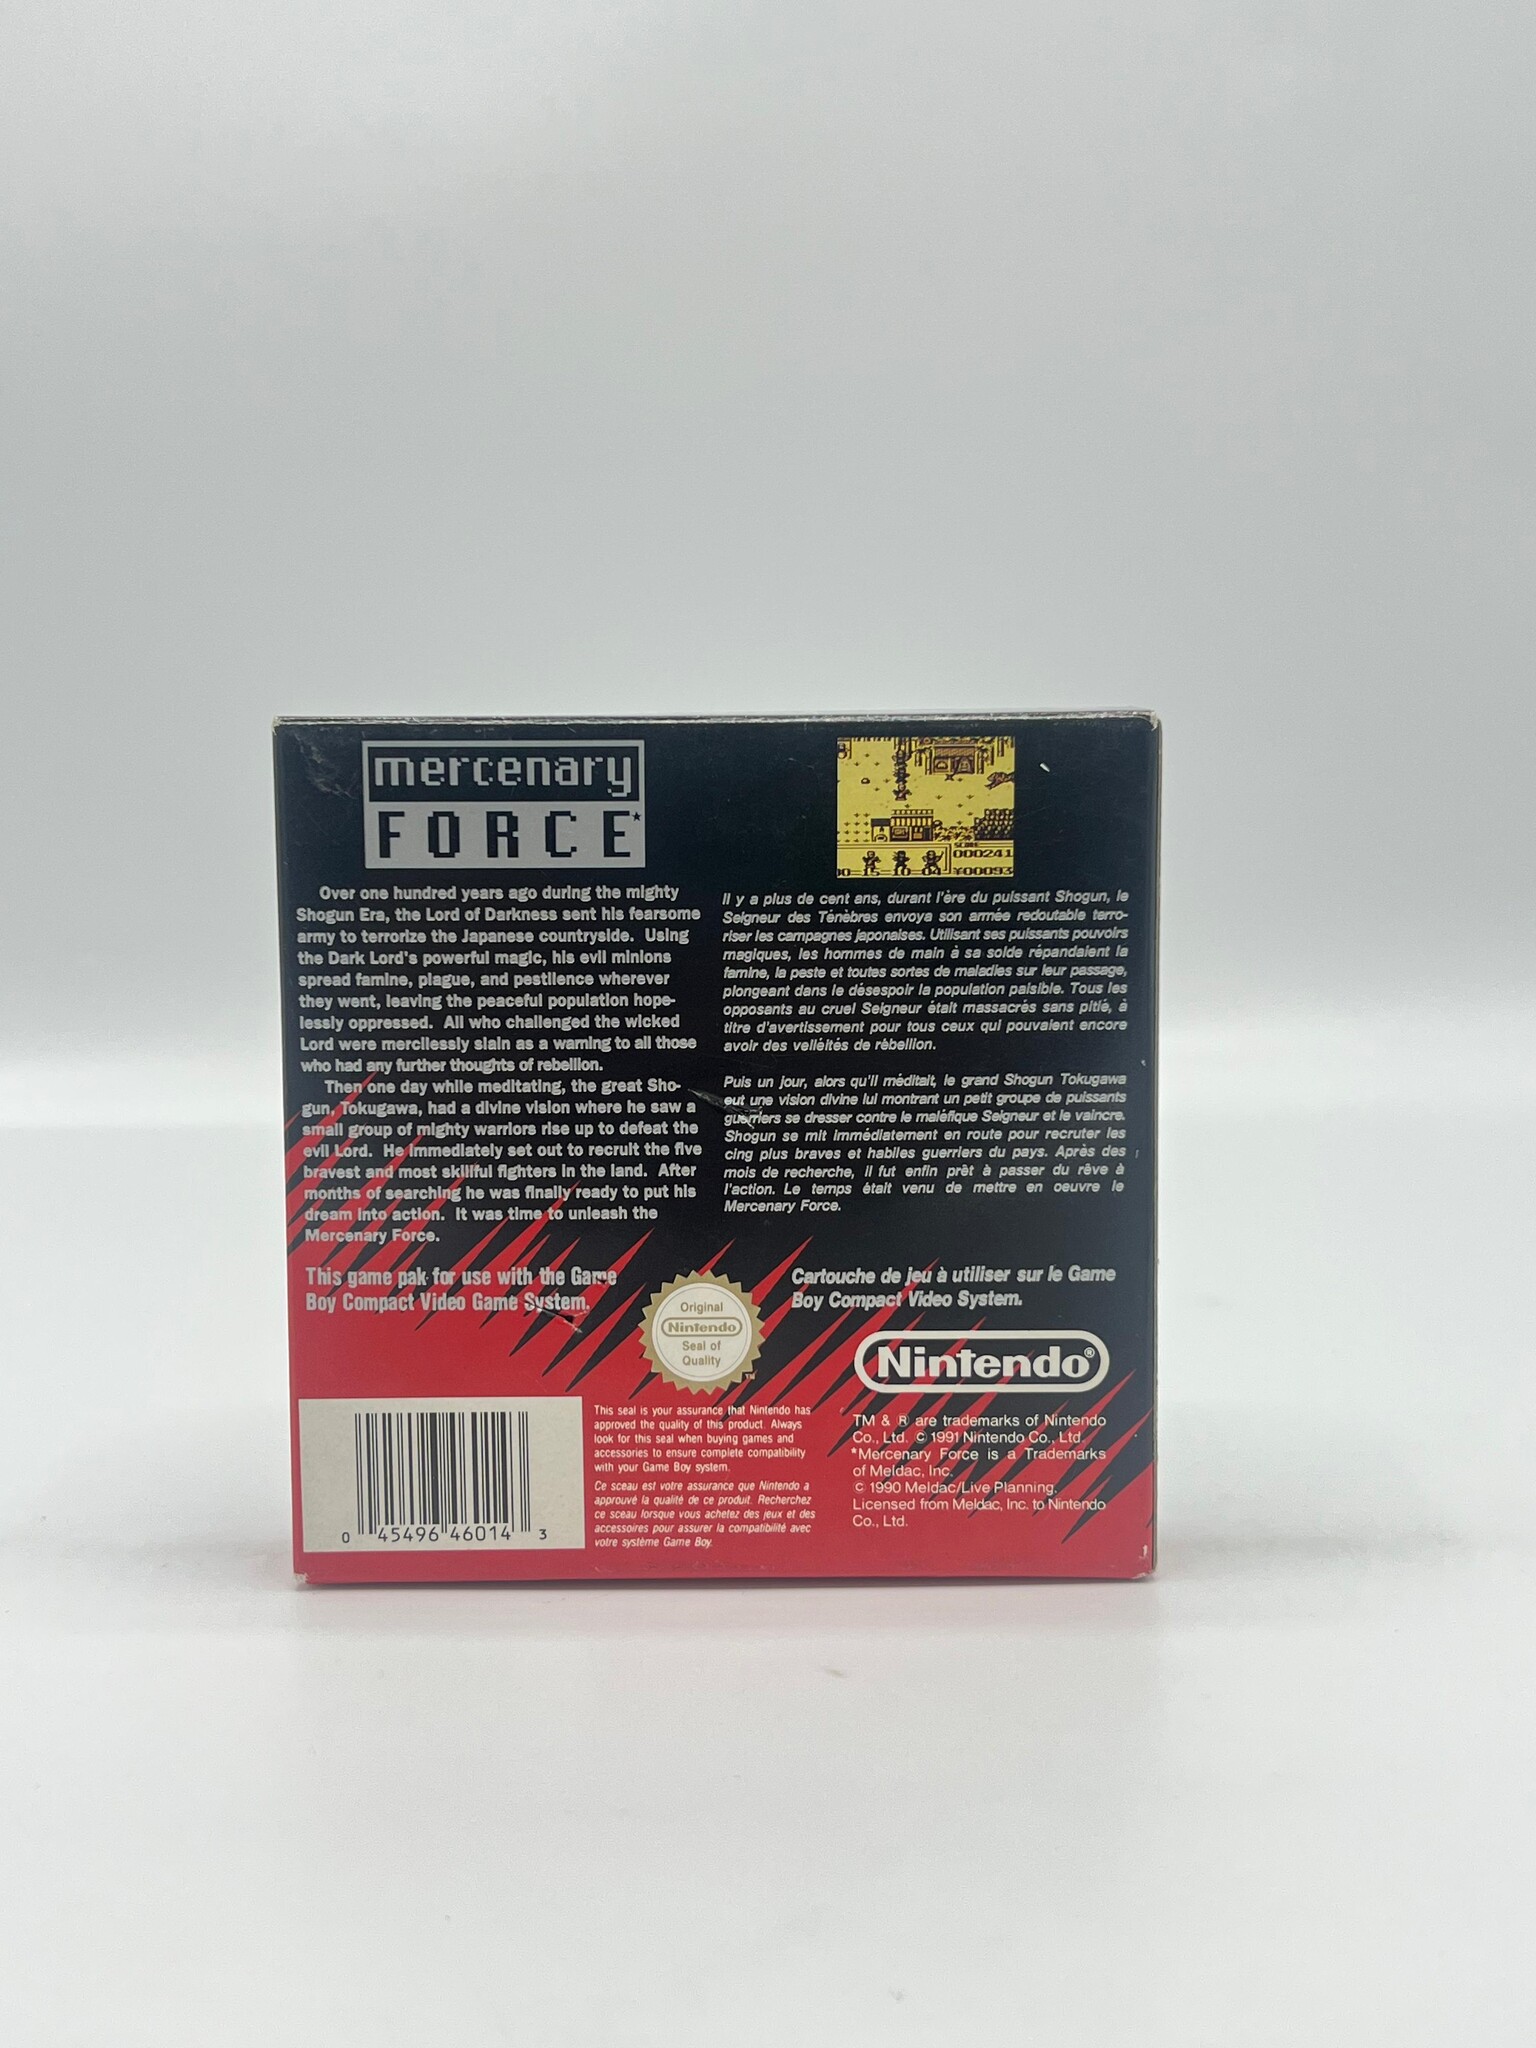 mercenary
FORCE*
SCORE
000241
00-15-10-04 ¥00093
Over one hundred years ago during the mighty
Shogun Era, the Lord of Darkness sent his fearsome
army to terrorize the Japanese countryside. Using
the Dark Lord's powerful magic, his evil minions
spread famine, plague, and pestilence wherever
they went, leaving the peaceful population hope-
lessly oppressed. All who challenged the wicked
Lord were mercilessly slain as a warning to all those
who had any further thoughts of rebellion.
Then one day while meditating, the great Sho-
gun, Tokugawa, had a divine vision where he saw a
small group of mighty warriors rise up to defeat the
evil Lord. He immediately set out to recruit the five
bravest and most skillful fighters in the land. After
months of searching he was finally ready to put his
dream into action. It was time to unleash the
Mercenary Force.
Il y a plus de cent ans, durant l'ère du puissant Shogun, le
Seigneur des Ténèbres envoya son armée redoutable terro-
riser les campagnes japonaises. Utilisant ses puissants pouvoirs
magiques, les hommes de main à sa solde répandaient la
famine, la peste et toutes sortes de maladies sur leur passage,
plongeant dans le désespoir la population paisible. Tous les
opposants au cruel Seigneur était massacrés sans pitié, à
titre d'avertissement pour tous ceux qui pouvaient encore
avoir des velléités de rébellion.
Puis un jour, alors qu'il méditait, le grand Shogun Tokugawa
eut une vision divine lui montrant un petit groupe de puissants
guerriers se dresser contre le maléfique Seigneur et le vaincre.
Shogun se mit immédiatement en route pour recruter les
cinq plus braves et habiles guerriers du pays. Après des
mois de recherche, il fut enfin prêt à passer du rêve à
l'action. Le temps était venu de mettre en oeuvre le
Mercenary Force.
This game pak for use with the Game
Boy Compact Video Game System.
Cartouche de jeu à utiliser sur le Game
Boy Compact Video System.
Original
Nintendo
Seal of
Quality
TM
Nintendo®
0 45496 46014 3
This seal is your assurance that Nintendo has
approved the quality of this product. Always
look for this seal when buying games and
accessories to ensure complete compatibility
with your Game Boy system.
Ce sceau est votre assurance que Nintendo a
approuvé la qualité de ce produit. Recherchez
ce sceau lorsque vous achetez des jeux et des
accessoires pour assurer la compatibilité avec
votre système Game Boy.
TM & ® are trademarks of Nintendo
Co., Ltd. © 1991 Nintendo Co., Ltd.
*Mercenary Force is a Trademarks
of Meldac, Inc.
© 1990 Meldac/Live Planning.
Licensed from Meldac, Inc. to Nintendo
Co., Ltd.